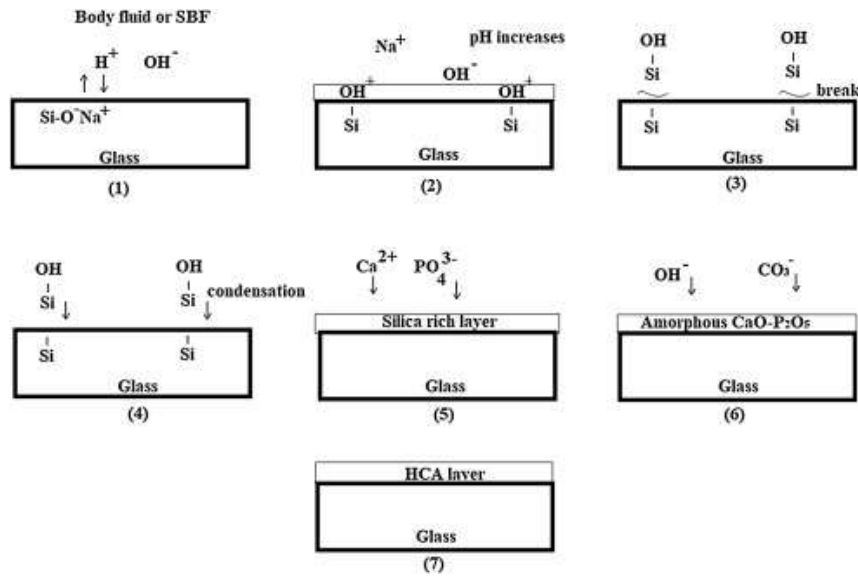 Body fluid or SBF
H+ OH-
Si-O-Na+
Glass
(1)
Na+ pH increases
OH-
OH+ OH+
Si Si
Glass
(2)
OH OH
Si Si
break
Si Si
Glass
(3)
OH OH
Si Si condensation
Si Si
Glass
(4)
Ca2+ PO43-
Silica rich layer
Glass
(5)
OH- CO3-
Amorphous CaO-P2O5
Glass
(6)
HCA layer
Glass
(7)